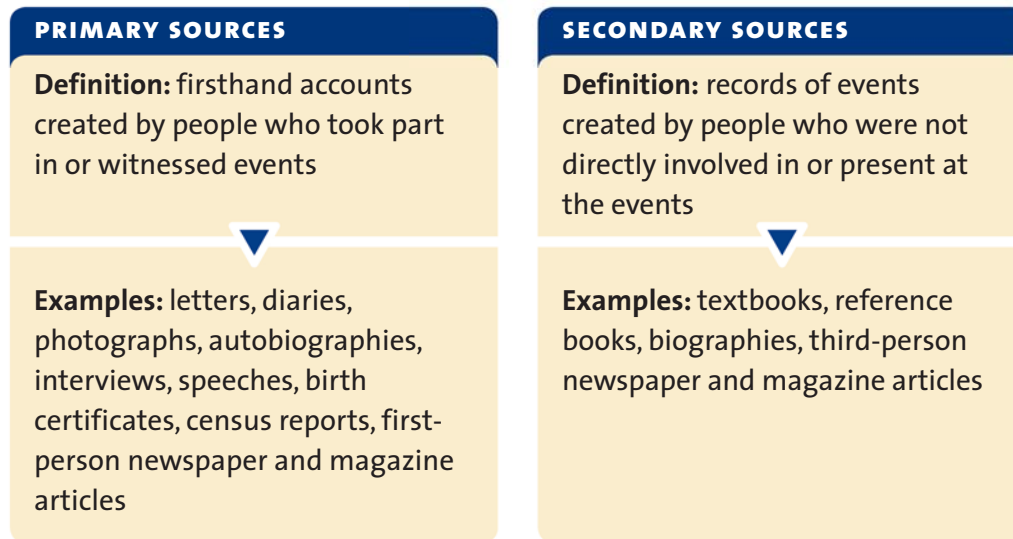 PRIMARY SOURCES
Definition: firsthand accounts
created by people who took part
in or witnessed events
Examples: letters, diaries,
photographs, autobiographies,
interviews, speeches, birth
certificates, census reports, first-
person newspaper and magazine
articles
SECONDARY SOURCES
Definition: records of events
created by people who were not
directly involved in or present at
the events
Examples: textbooks, reference
books, biographies, third-person
newspaper and magazine articles